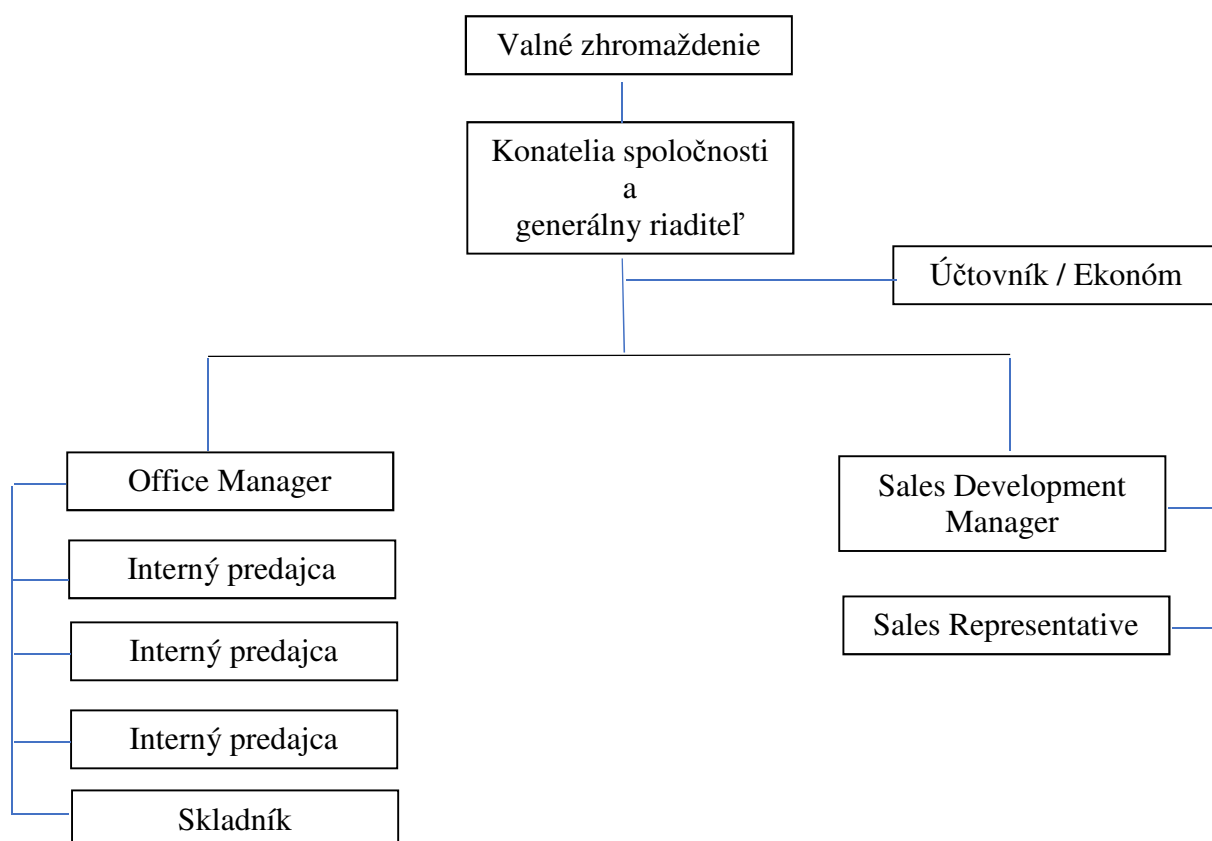 Valné zhromaždenie
Konatelia spoločnosti
a
generálny riaditeľ
Účtovník / Ekonóm
Office Manager
Interný predajca
Interný predajca
Interný predajca
Skladník
Sales Development
Manager
Sales Representative